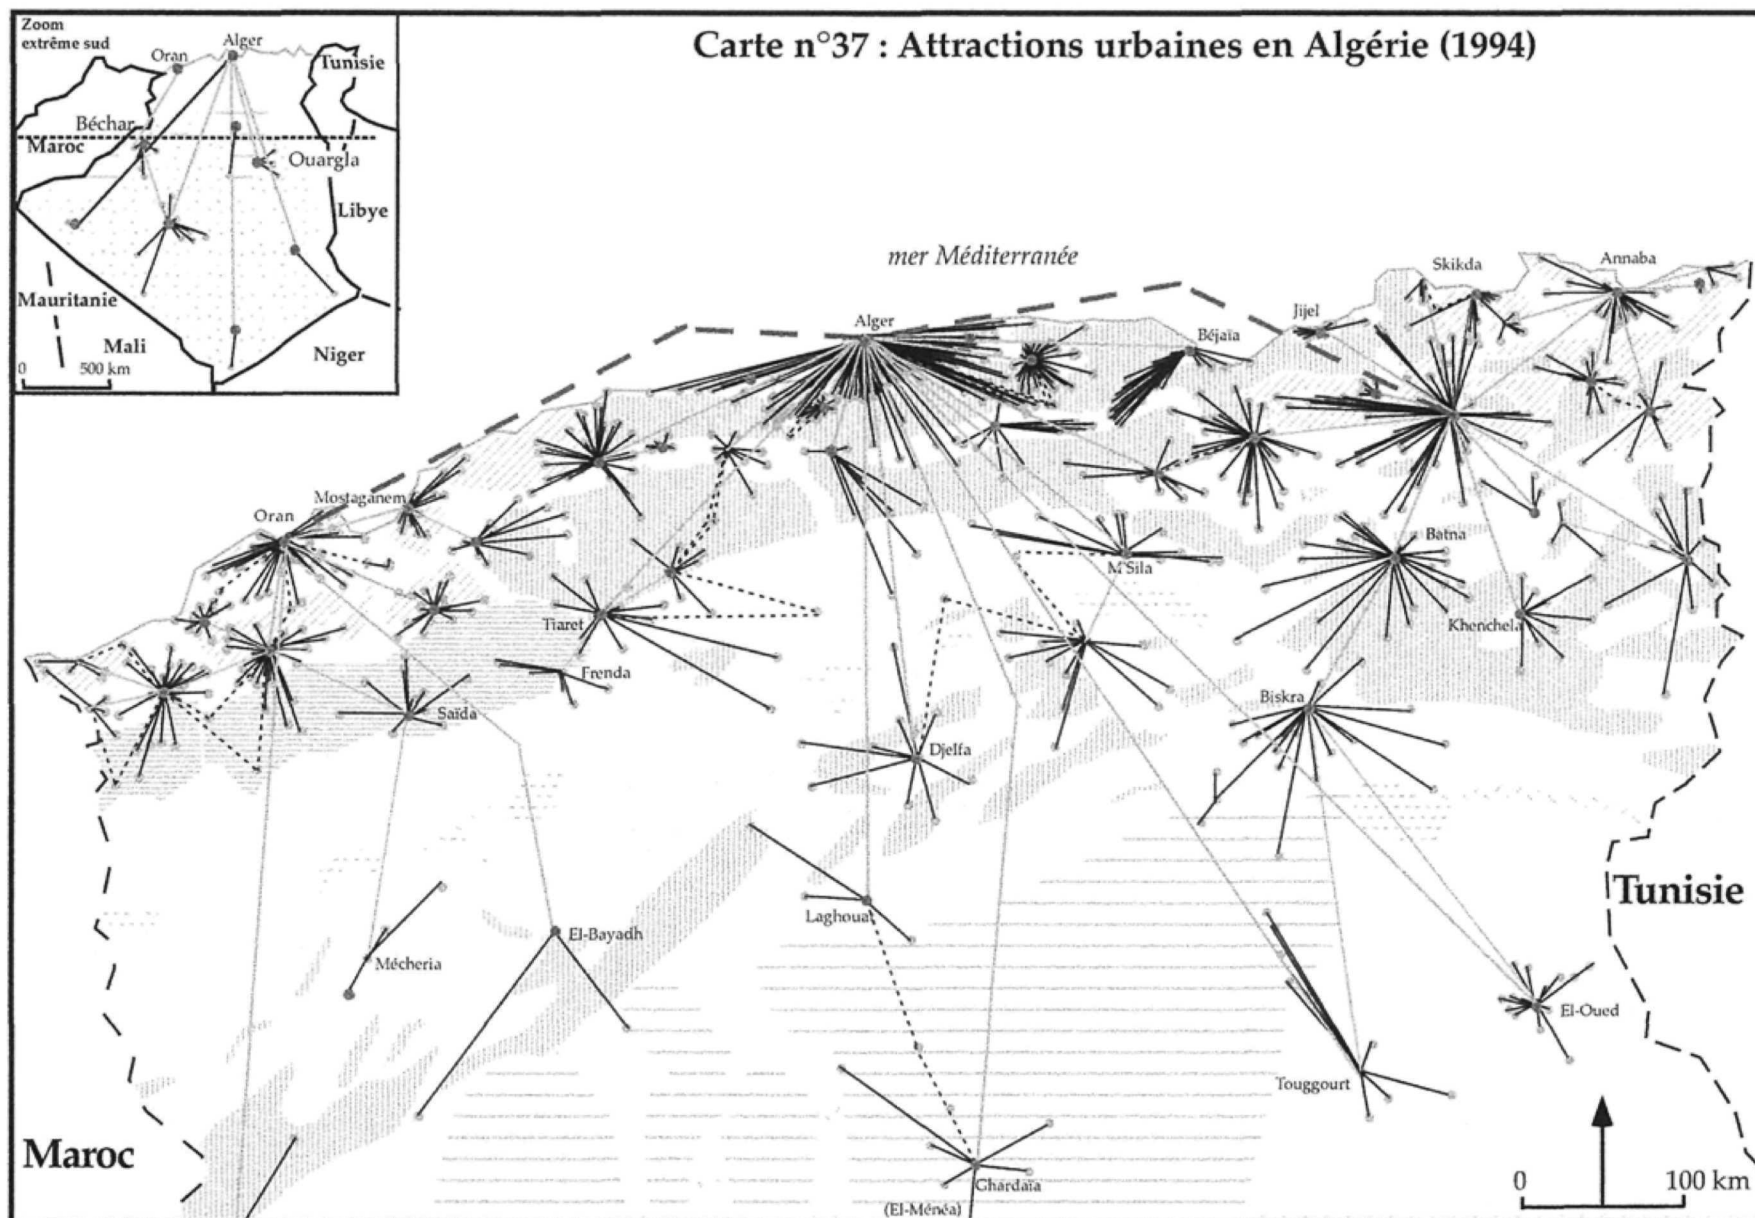 Carte n°37 : Attractions urbaines en Algérie (1994)
Zoom
extrême sud
Alger
Oran
Tunisie
Béchar
Maroc
Ouargla
Libye
Mauritanie
Mali
Niger
0 500 km
mer Méditerranée
Skikda
Annaba
Alger
Jijel
Béjaïa
Mostaganem
Oran
Batna
M'Sila
Tiaret
Khenchela
Frenda
Biskra
Saïda
Djelfa
Tunisie
Laghouat
El-Bayadh
Mécheria
El-Oued
Touggourt
Maroc
Ghardaïa
(El-Ménéa)
0 100 km